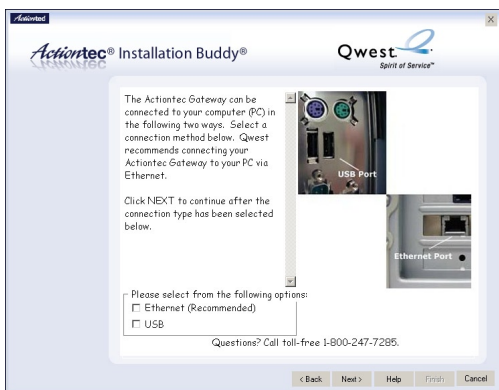 Actiontec
Actiontec® Installation Buddy®
Qwest
Spirit of Service™
The Actiontec Gateway can be
connected to your computer (PC) in
the following two ways. Select a
connection method below. Qwest
recommends connecting your
Actiontec Gateway to your PC via
Ethernet.
Click NEXT to continue after the
connection type has been selected
below.
USB Port
Ethernet Port
Please select from the following options:
Ethernet (Recommended)
USB
Questions? Call toll-free 1-800-247-7285.
< Back Next > Help Finish Cancel